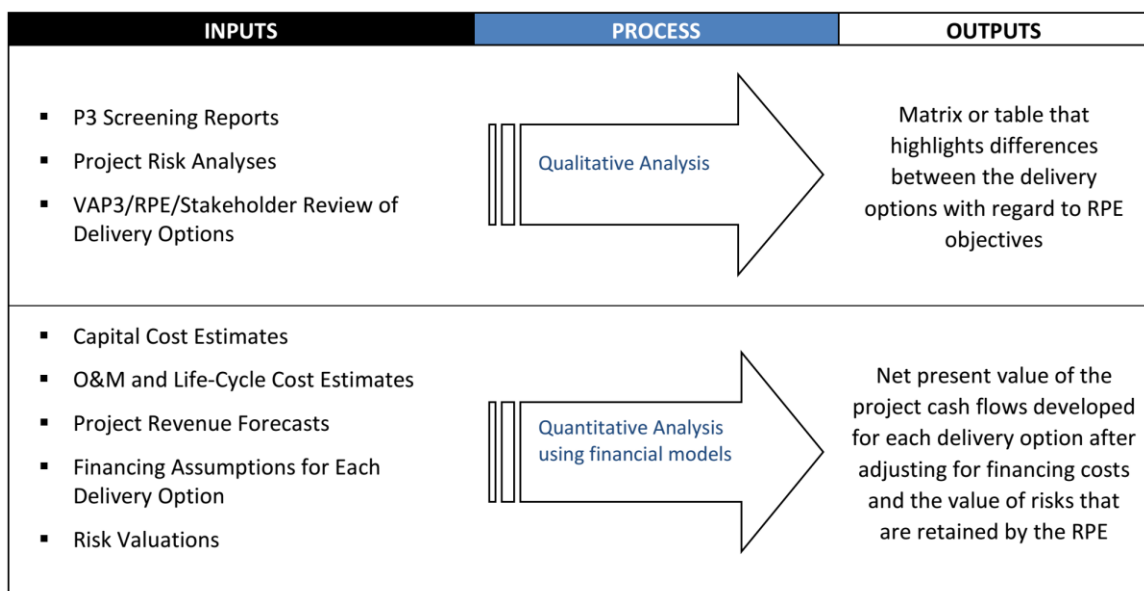 INPUTS
PROCESS
OUTPUTS
▪ P3 Screening Reports
▪ Project Risk Analyses
▪ VAP3/RPE/Stakeholder Review of
Delivery Options
Qualitative Analysis
Matrix or table that
highlights differences
between the delivery
options with regard to RPE
objectives
▪ Capital Cost Estimates
▪ O&M and Life-Cycle Cost Estimates
▪ Project Revenue Forecasts
▪ Financing Assumptions for Each
Delivery Option
▪ Risk Valuations
Quantitative Analysis
using financial models
Net present value of the
project cash flows developed
for each delivery option after
adjusting for financing costs
and the value of risks that
are retained by the RPE